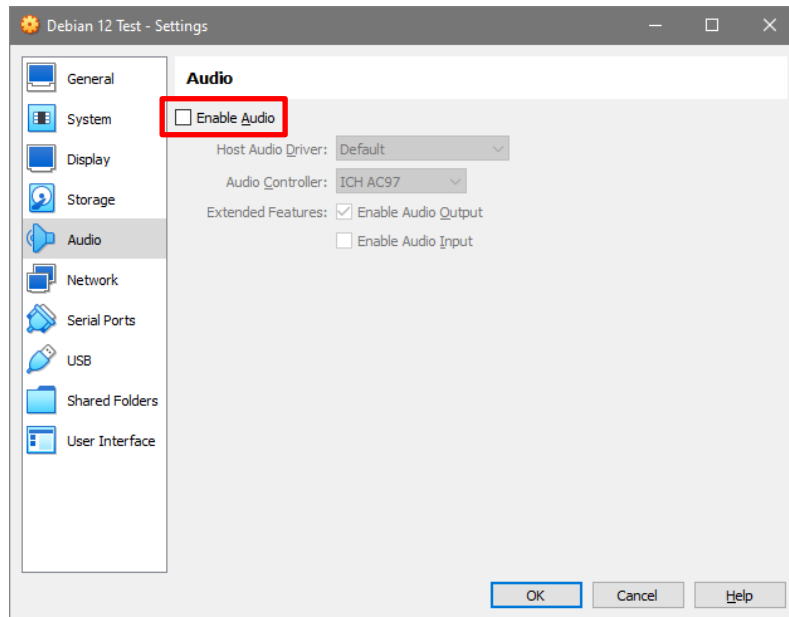 Debian 12 Test - Settings
General
System
Display
Storage
Audio
Network
Serial Ports
USB
Shared Folders
User Interface
Audio
Enable Audio
Host Audio Driver: Default
Audio Controller: ICH AC97
Extended Features: Enable Audio Output
Enable Audio Input
OK Cancel Help